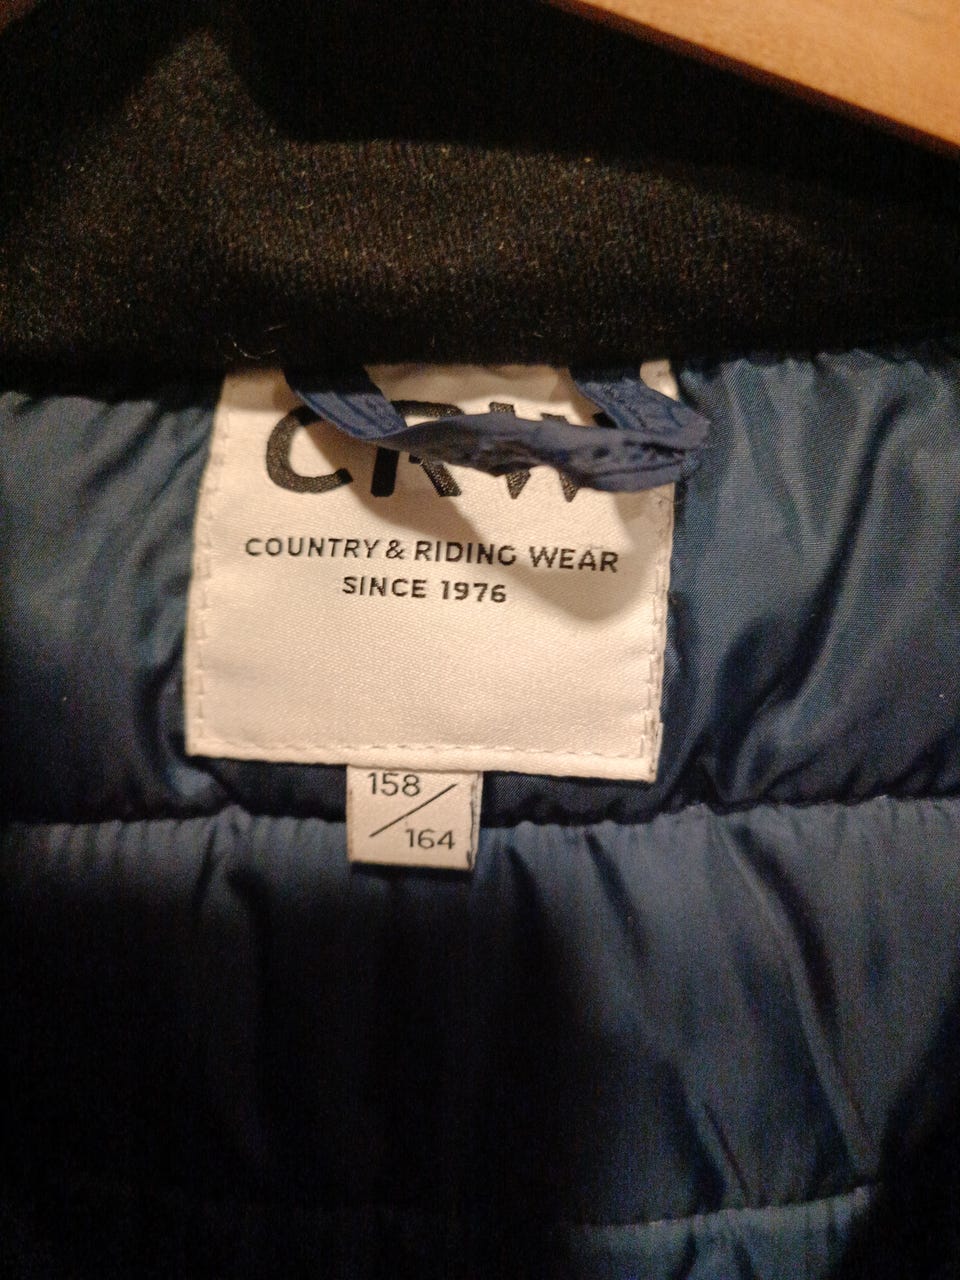 CRW
COUNTRY & RIDING WEAR
SINCE 1976
158/
164